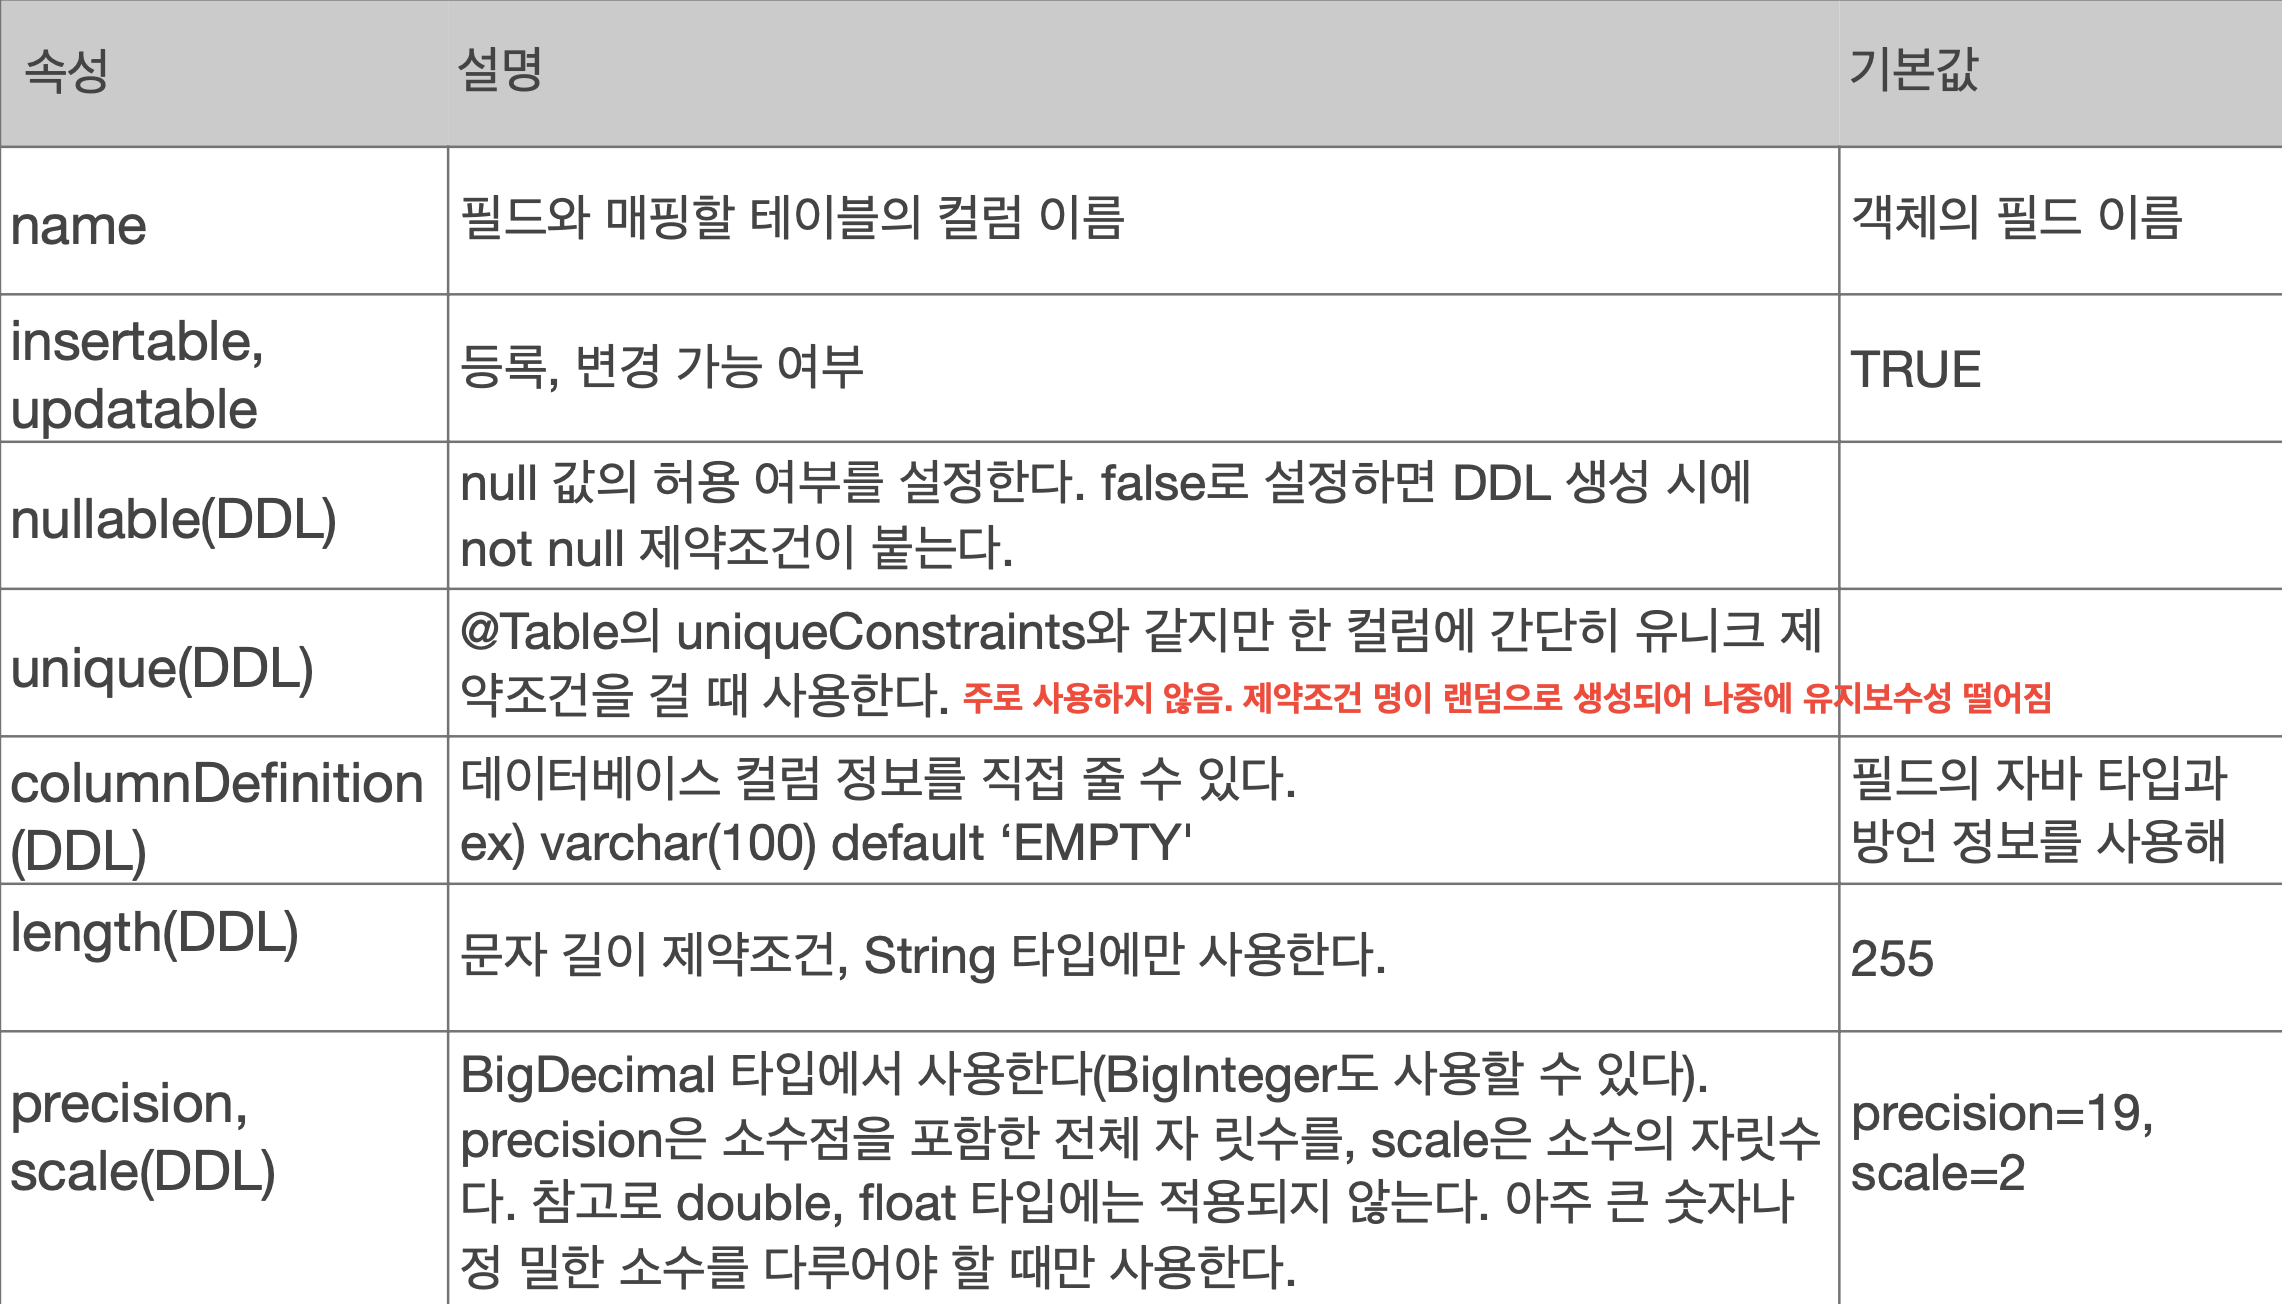 속성
설명
기본값
name
필드와 매핑할 테이블의 컬럼 이름
객체의 필드 이름
insertable,
updatable
등록, 변경 가능 여부
TRUE
nullable(DDL)
null 값의 허용 여부를 설정한다. false로 설정하면 DDL 생성 시에
not null 제약조건이 붙는다.
unique(DDL)
@Table의 uniqueConstraints와 같지만 한 컬럼에 간단히 유니크 제
약조건을 걸 때 사용한다. 주로 사용하지 않음. 제약조건 명이 랜덤으로 생성되어 나중에 유지보수성 떨어짐
columnDefinition
(DDL)
데이터베이스 컬럼 정보를 직접 줄 수 있다.
ex) varchar(100) default ‘EMPTY'
필드의 자바 타입과
방언 정보를 사용해
length(DDL)
문자 길이 제약조건, String 타입에만 사용한다.
255
precision,
scale(DDL)
BigDecimal 타입에서 사용한다(BigInteger도 사용할 수 있다).
precision은 소수점을 포함한 전체 자 릿수를, scale은 소수의 자릿수
다. 참고로 double, float 타입에는 적용되지 않는다. 아주 큰 숫자나
정 밀한 소수를 다루어야 할 때만 사용한다.
precision=19,
scale=2